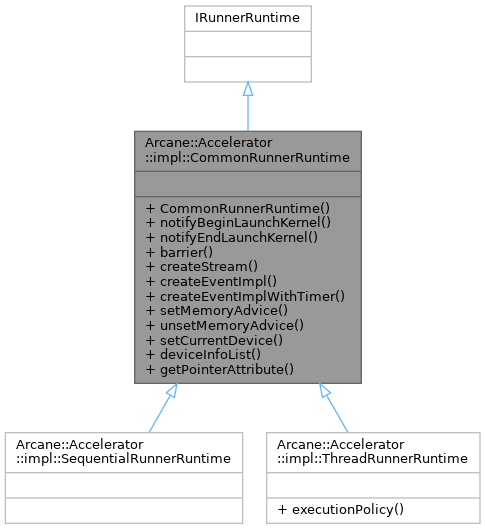 IRunnerRuntime
Arcane::Accelerator
::impl::CommonRunnerRuntime
+ CommonRunnerRuntime()
+ notifyBeginLaunchKernel()
+ notifyEndLaunchKernel()
+ barrier()
+ createStream()
+ createEventImpl()
+ createEventImplWithTimer()
+ setMemoryAdvice()
+ unsetMemoryAdvice()
+ setCurrentDevice()
+ deviceInfoList()
+ getPointerAttribute()
Arcane::Accelerator
::impl::SequentialRunnerRuntime
Arcane::Accelerator
::impl::ThreadRunnerRuntime
+ executionPolicy()